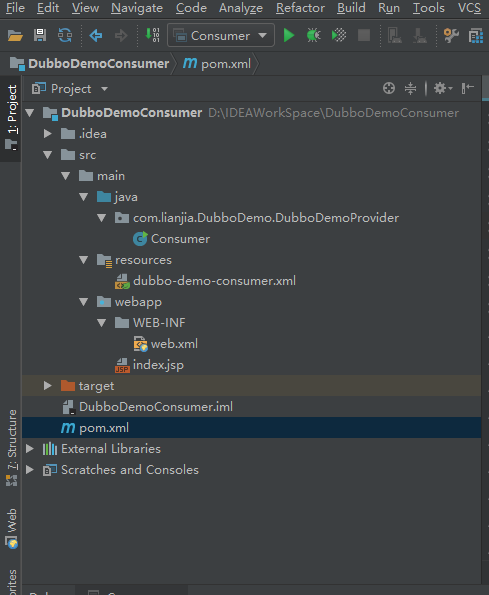 File Edit View Navigate Code Analyze Refactor Build Run Tools VCS
Consumer
DubboDemoConsumer pom.xml
1: Project
Project
DubboDemoConsumer D:\IDEAWorkSpace\DubboDemoConsumer
.idea
src
main
java
com.lianjia.DubboDemo.DubboDemoProvider
Consumer
resources
dubbo-demo-consumer.xml
webapp
WEB-INF
web.xml
index.jsp
target
DubboDemoConsumer.iml
pom.xml
External Libraries
Scratches and Consoles
7: Structure
Web